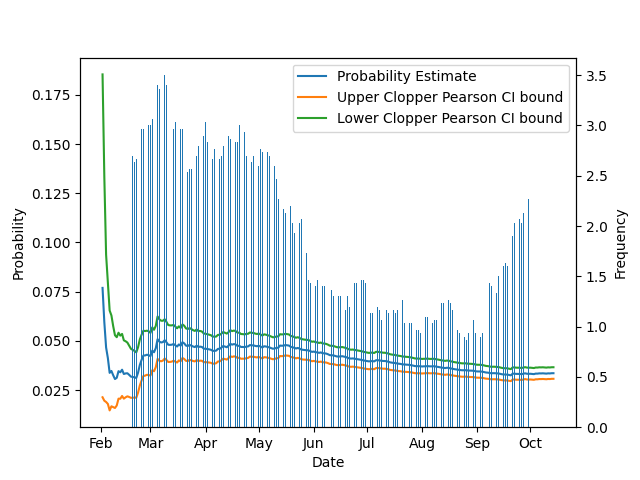 Probability Estimate
Upper Clopper Pearson CI bound
Lower Clopper Pearson CI bound
Probability
0.175
0.150
0.125
0.100
0.075
0.050
0.025
3.5
3.0
2.5
2.0
1.5
1.0
0.5
0.0
Frequency
Feb Mar Apr May Jun Jul Aug Sep Oct
Date